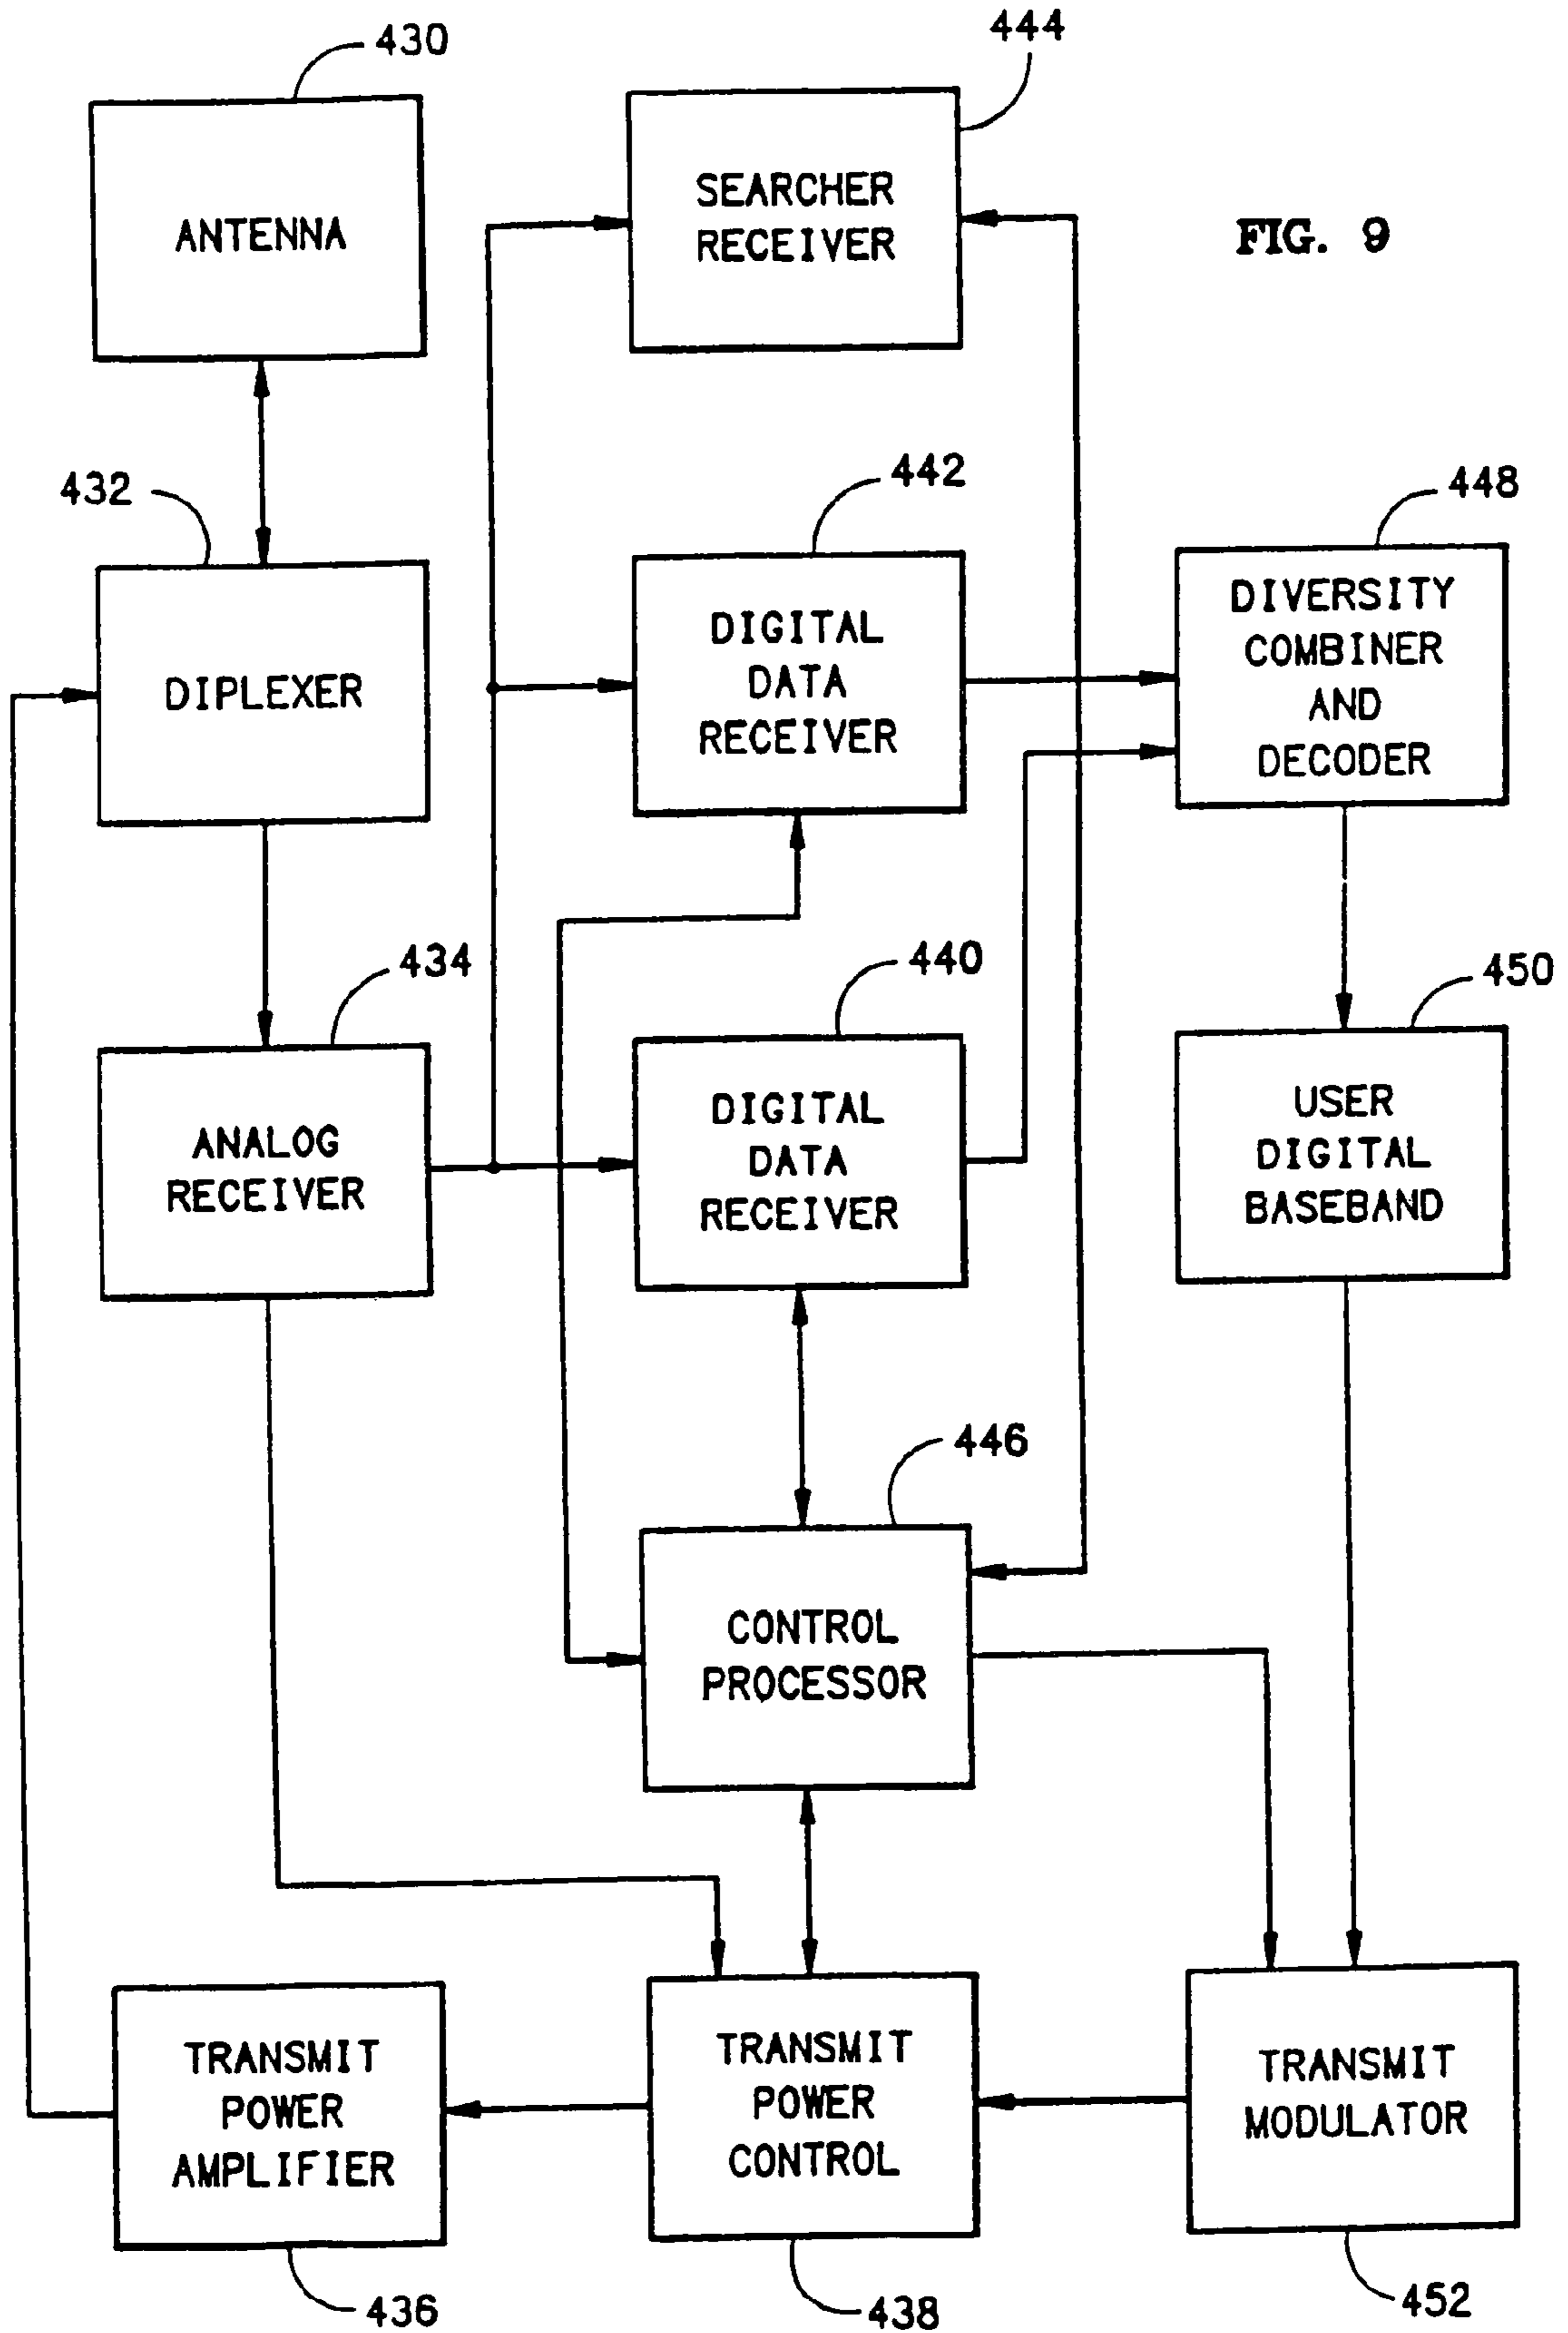 430
444
ANTENNA
SEARCHER
RECEIVER
FIG. 9
432
442
448
DIPLEXER
DIGITAL
DATA
RECEIVER
DIVERSITY
COMBINER
AND
DECODER
434
440
450
ANALOG
RECEIVER
DIGITAL
DATA
RECEIVER
USER
DIGITAL
BASEBAND
446
CONTROL
PROCESSOR
TRANSMIT
POWER
AMPLIFIER
TRANSMIT
POWER
CONTROL
TRANSMIT
MODULATOR
436
438
452